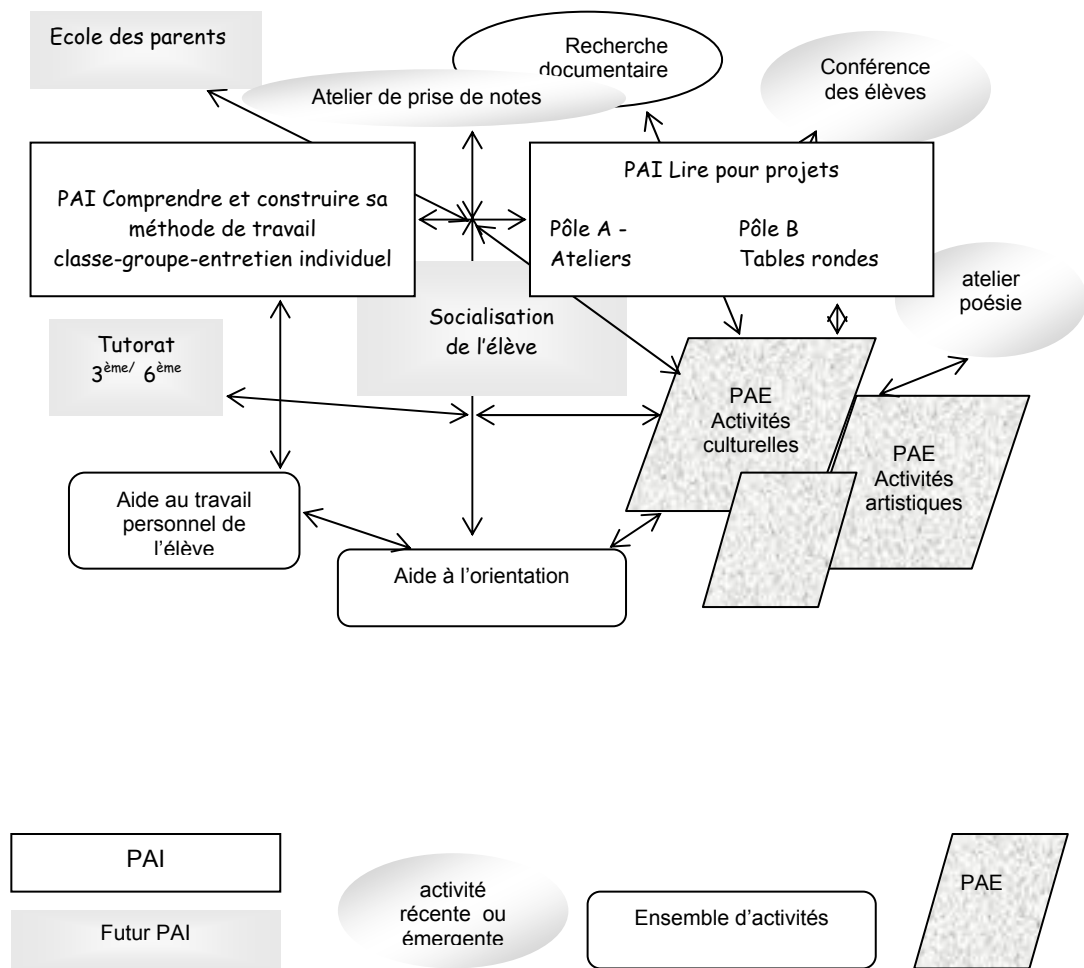 Ecole des parents
Recherche
documentaire
Conférence
des élèves
Atelier de prise de notes
PAI Comprendre et construire sa
méthode de travail
classe-groupe-entretien individuel
PAI Lire pour projets
Pôle A -
Ateliers
Pôle B
Tables rondes
atelier
poésie
Socialisation
de l'élève
Tutorat
3ème/ 6ème
PAE
Activités
culturelles
PAE
Activités
artistiques
Aide au travail
personnel de
l'élève
Aide à l'orientation
PAI
Futur PAI
activité
récente ou
émergente
Ensemble d'activités
PAE